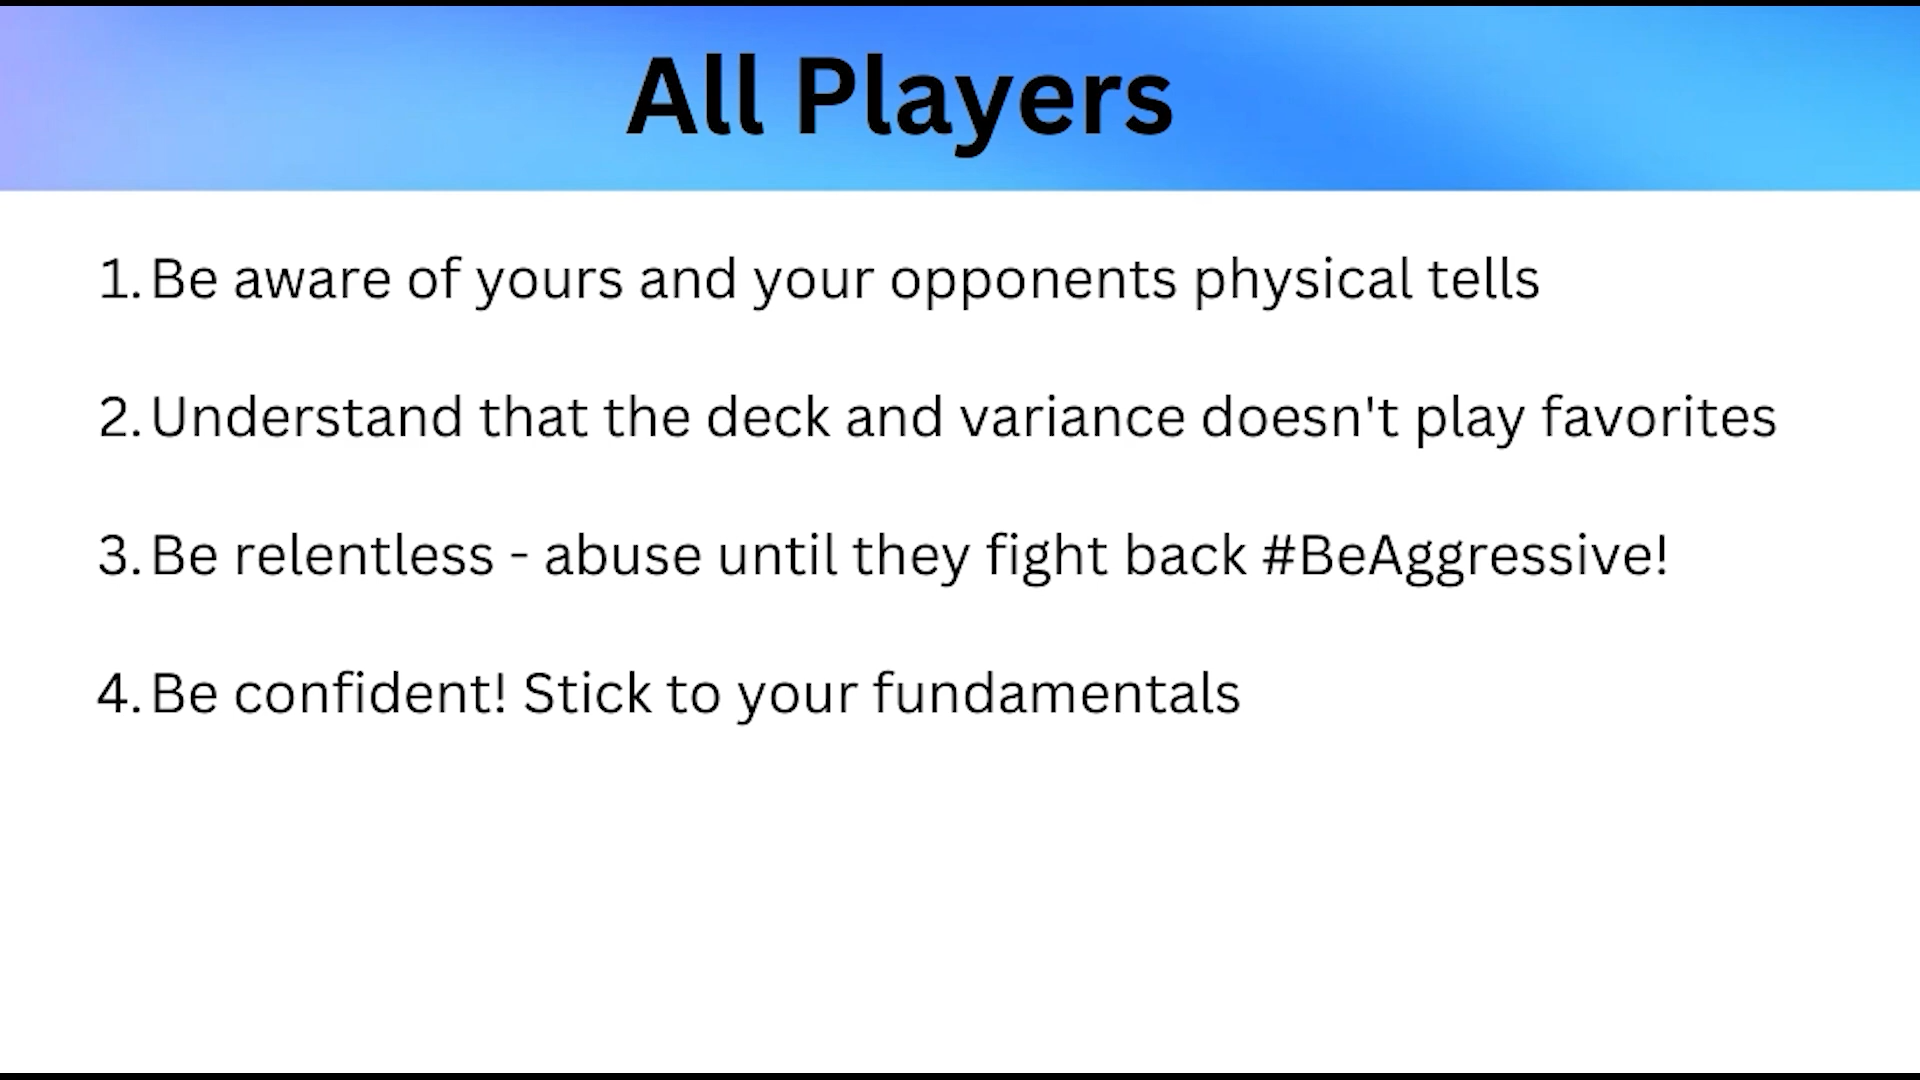 All Players
1. Be aware of yours and your opponents physical tells
2. Understand that the deck and variance doesn't play favorites
3. Be relentless - abuse until they fight back #BeAggressive!
4. Be confident! Stick to your fundamentals